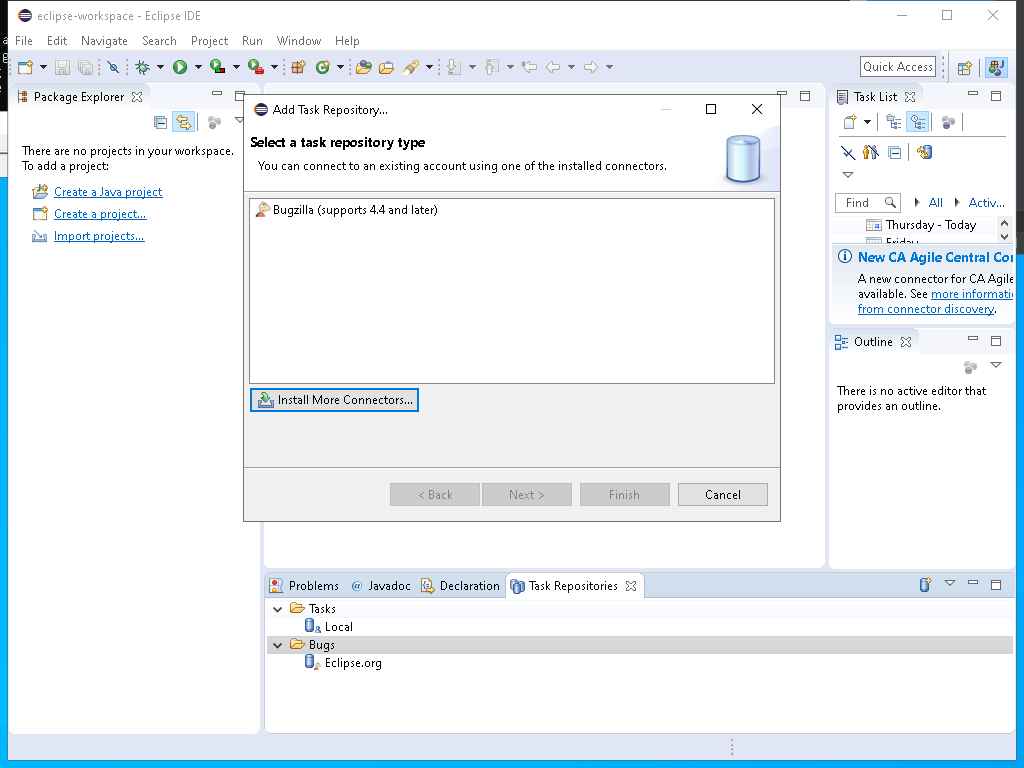 eclipse-workspace - Eclipse IDE
File Edit Navigate Search Project Run Window Help
Quick Access
Package Explorer
There are no projects in your workspace.
To add a project:
Create a Java project
Create a project...
Import projects...
Add Task Repository...
Select a task repository type
You can connect to an existing account using one of the installed connectors.
Bugzilla (supports 4.4 and later)
Install More Connectors...
< Back Next > Finish Cancel
Task List
Find All Activ...
Thursday - Today
Friday
New CA Agile Central Co
A new connector for CA Agile
available. See more informati
from connector discovery.
Outline
There is no active editor that
provides an outline.
Problems @ Javadoc Declaration Task Repositories
Tasks
Local
Bugs
Eclipse.org